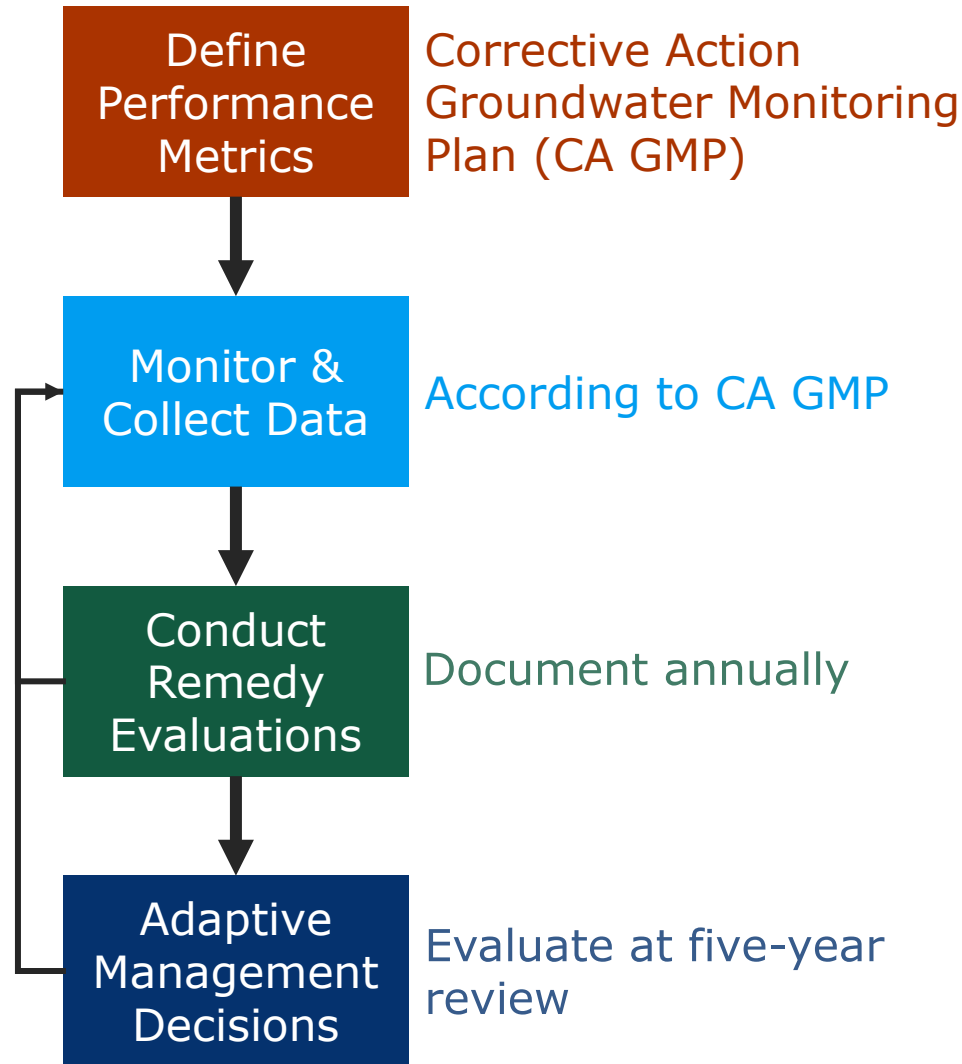 Define
Performance
Metrics
Corrective Action
Groundwater Monitoring
Plan (CA GMP)
Monitor &
Collect Data
According to CA GMP
Conduct
Remedy
Evaluations
Document annually
Adaptive
Management
Decisions
Evaluate at five-year
review